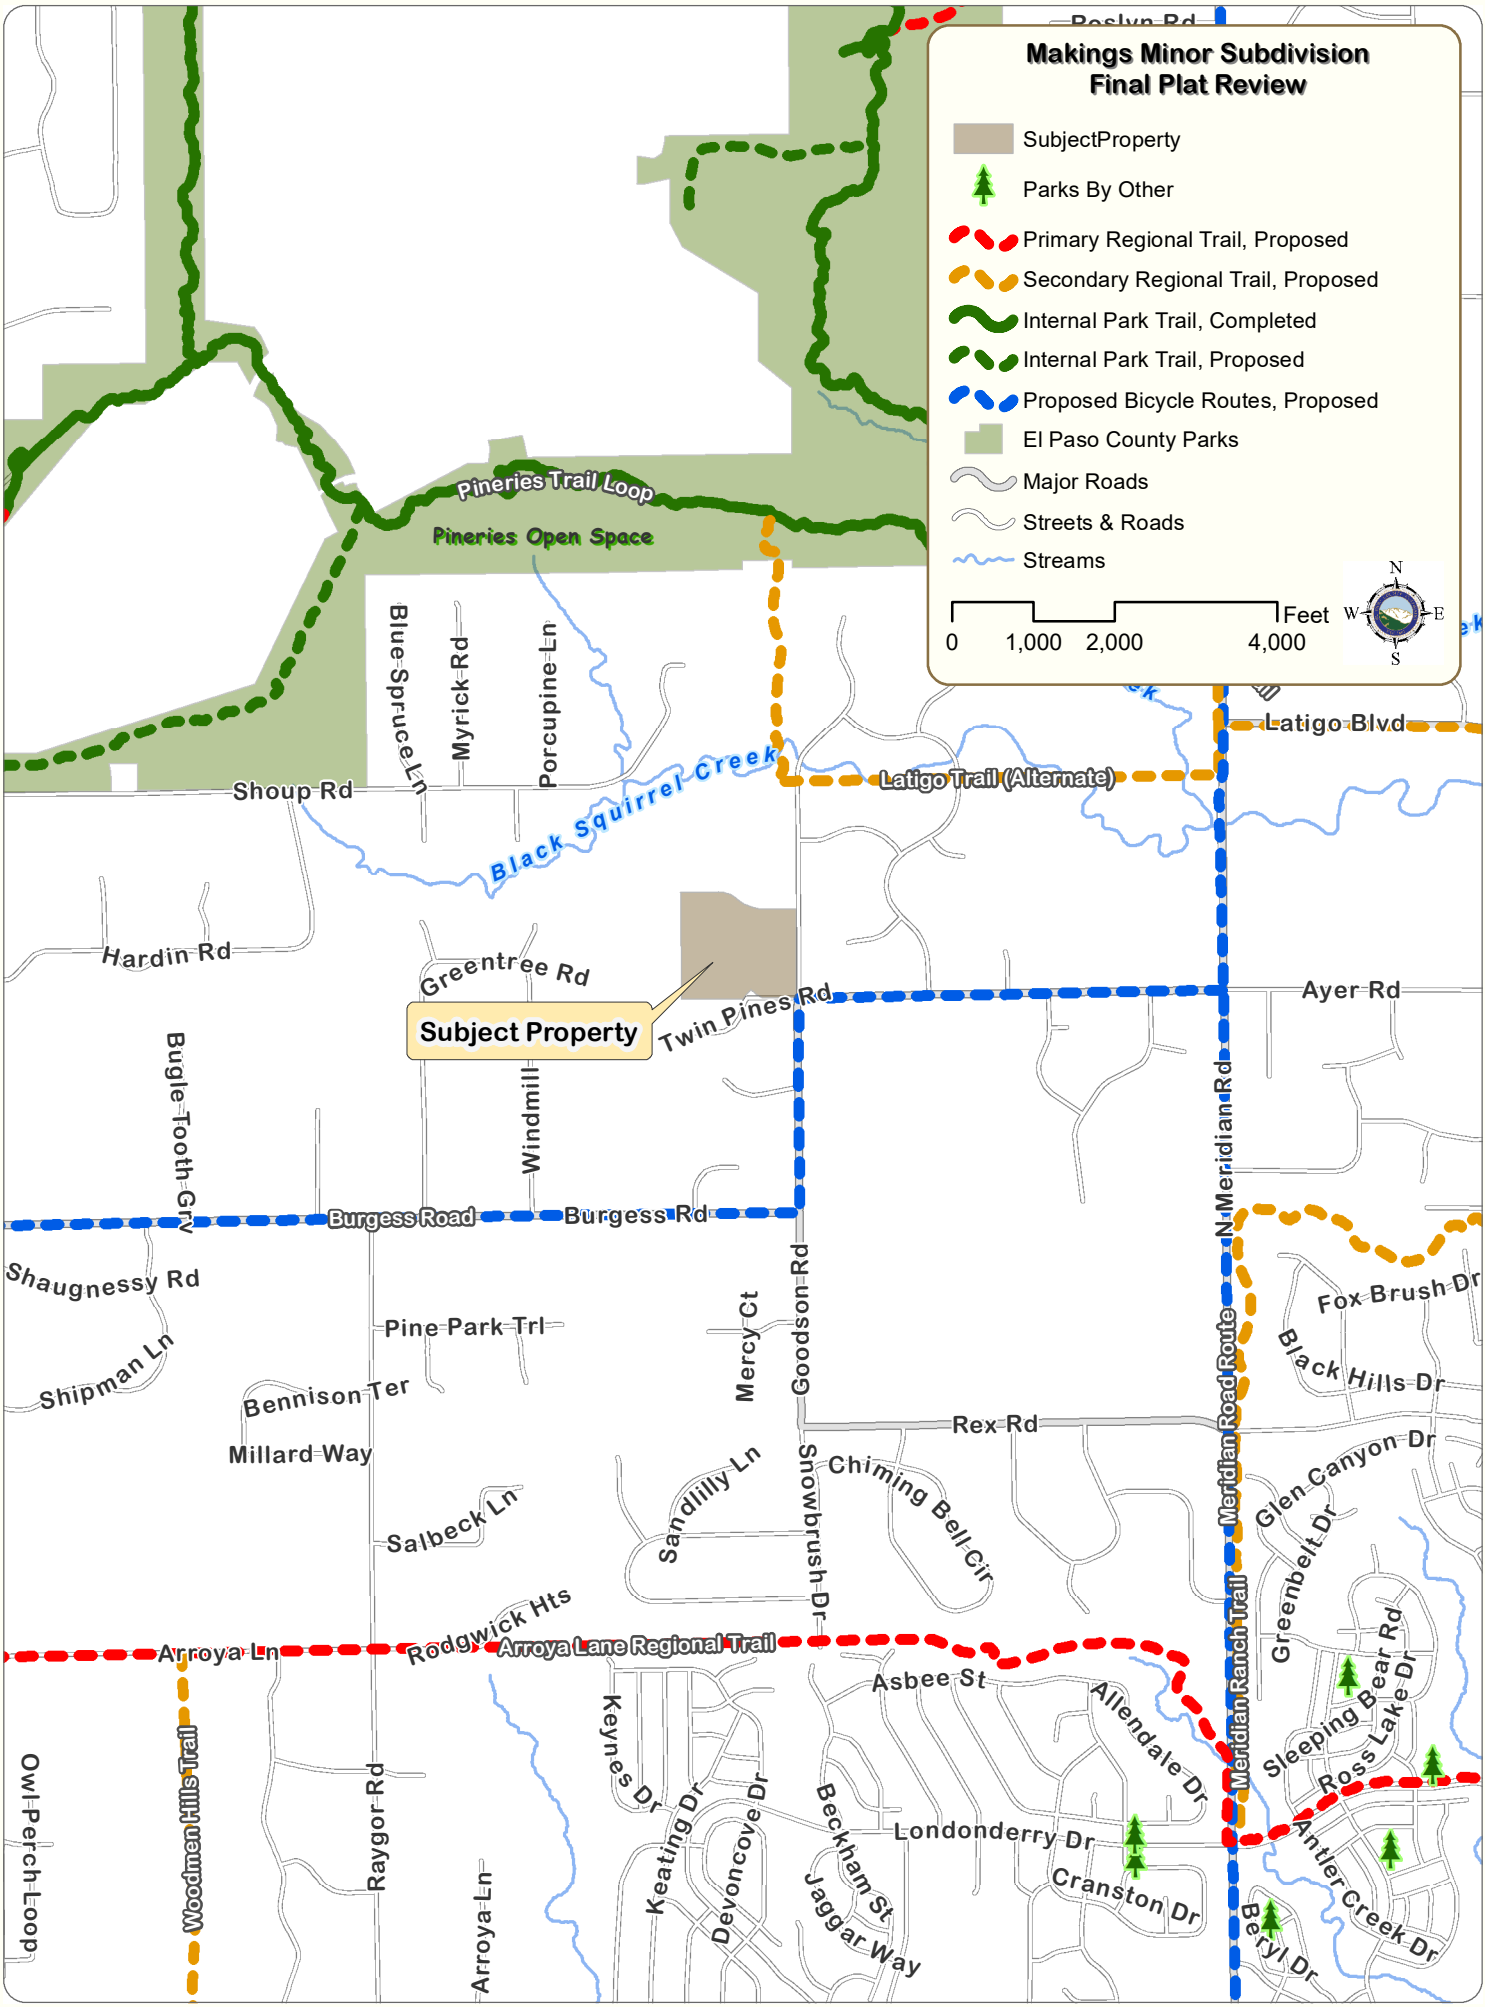 Roslyn Rd
Makings Minor Subdivision
Final Plat Review
SubjectProperty
Parks By Other
Primary Regional Trail, Proposed
Secondary Regional Trail, Proposed
Internal Park Trail, Completed
Internal Park Trail, Proposed
Proposed Bicycle Routes, Proposed
El Paso County Parks
Major Roads
Streets & Roads
Streams
N
W
E
S
Feet
0
1,000
2,000
4,000
Pineries Trail Loop
Pineries Open Space
Blue Spruce Ln
Myrick Rd
Porcupine Ln
Latigo Blvd
Shoup Rd
Black Squirrel Creek
Latigo Trail (Alternate)
Hardin Rd
Greentree Rd
Subject Property
Twin Pines Rd
Ayer Rd
Bugle Tooth Grv
Windmill
N Meridian Rd
Burgess Road
Burgess Rd
Shaugnessy Rd
Goodson Rd
Fox Brush Dr
Pine Park Trl
Mercy Ct
Shipman Ln
Bennison Ter
Black Hills Dr
Meridian Road Route
Millard Way
Rex Rd
Sandlilly Ln
Snowbrush Dr
Chiming Bell Cir
Glen Canyon Dr
Salbeck Ln
Greenbelt Dr
Rodgwick Hts
Arroya Ln
Arroya Lane Regional Trail
Meridian Ranch Trail
Asbee St
Allendale Dr
Sleeping Bear Rd
Ross Lake Dr
Keynes Dr
Woodmen Hills Trail
Owl Perch Loop
Raygor Rd
Keating Dr
Devoncove Dr
Beckham St
Londonderry Dr
Antler Creek Dr
Cranston Dr
Arroya Ln
Jaggar Way
Beryl Dr